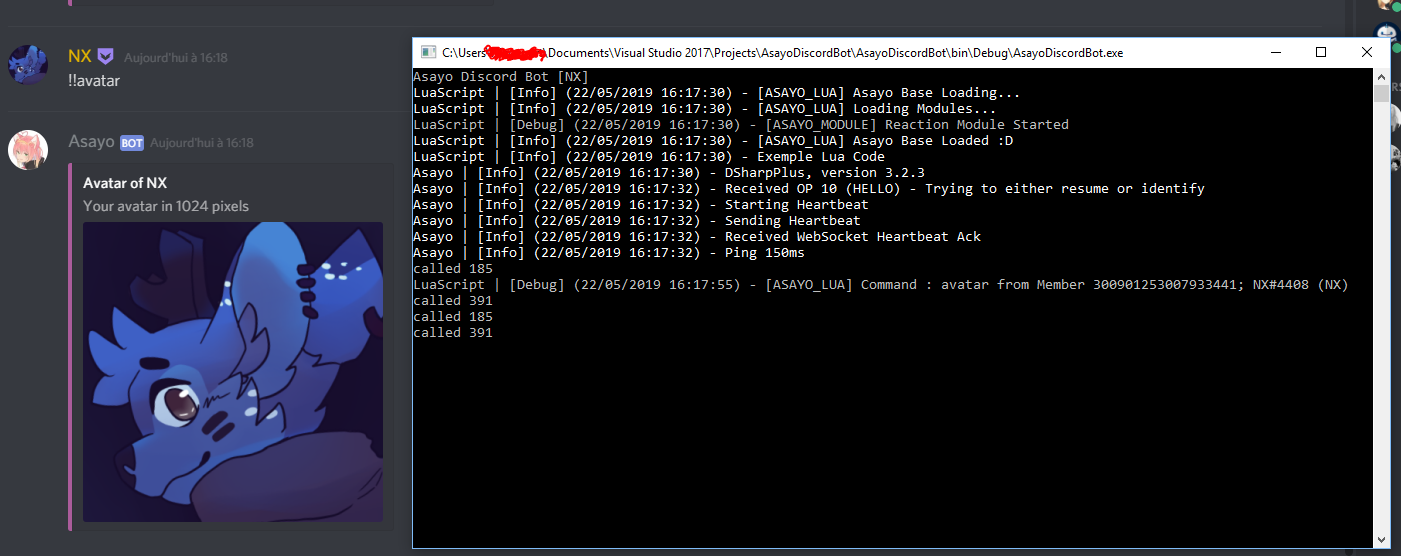 NX Aujourd'hui à 16:18
!!avatar
Asayo BOT Aujourd'hui à 16:18
Avatar of NX
Your avatar in 1024 pixels
C:\Users\Documents\Visual Studio 2017\Projects\AsayoDiscordBot\AsayoDiscordBot\bin\Debug\AsayoDiscordBot.exe
Asayo Discord Bot [NX]
LuaScript | [Info] (22/05/2019 16:17:30) - [ASAYO_LUA] Asayo Base Loading...
LuaScript | [Info] (22/05/2019 16:17:30) - [ASAYO_LUA] Loading Modules...
LuaScript | [Debug] (22/05/2019 16:17:30) - [ASAYO_MODULE] Reaction Module Started
LuaScript | [Info] (22/05/2019 16:17:30) - [ASAYO_LUA] Asayo Base Loaded :D
LuaScript | [Info] (22/05/2019 16:17:30) - Exemple Lua Code
Asayo | [Info] (22/05/2019 16:17:30) - DSharpPlus, version 3.2.3
Asayo | [Info] (22/05/2019 16:17:32) - Received OP 10 (HELLO) - Trying to either resume or identify
Asayo | [Info] (22/05/2019 16:17:32) - Starting Heartbeat
Asayo | [Info] (22/05/2019 16:17:32) - Sending Heartbeat
Asayo | [Info] (22/05/2019 16:17:32) - Received WebSocket Heartbeat Ack
Asayo | [Info] (22/05/2019 16:17:32) - Ping 150ms
called 185
LuaScript | [Debug] (22/05/2019 16:17:55) - [ASAYO_LUA] Command : avatar from Member 300901253007933441; NX#4408 (NX)
called 391
called 185
called 391